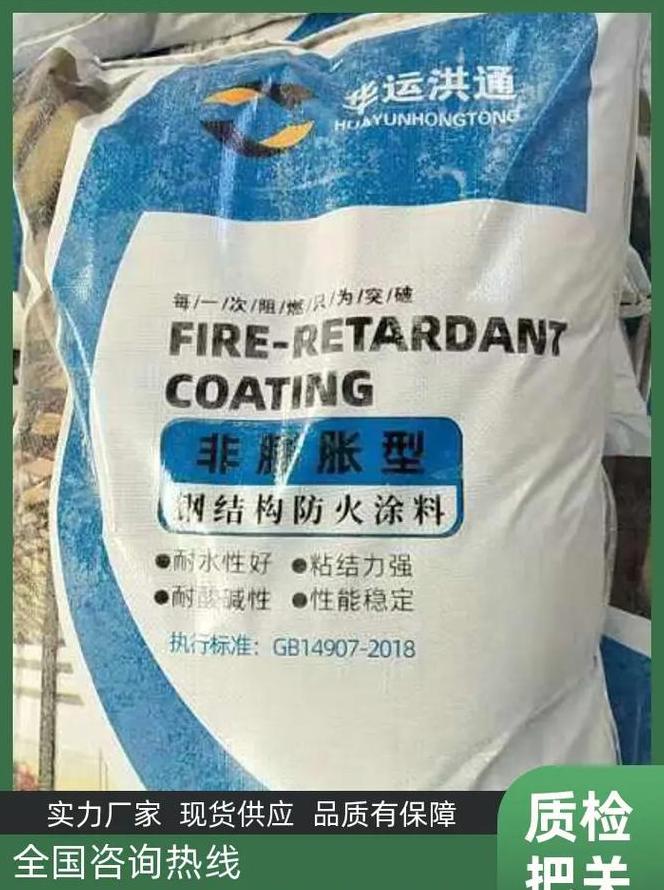 华运洪通
HUAYUNHONGTONG
每/一/次/阻/燃/只/为/突/破
FIRE-RETARDANT
COATING
非膨胀型
钢结构防火涂料
●耐水性好 ●粘结力强
●耐酸碱性 ●性能稳定
执行标准：GB14907-2018
实力厂家 现货供应 品质有保障
全国咨询热线
质检
把关